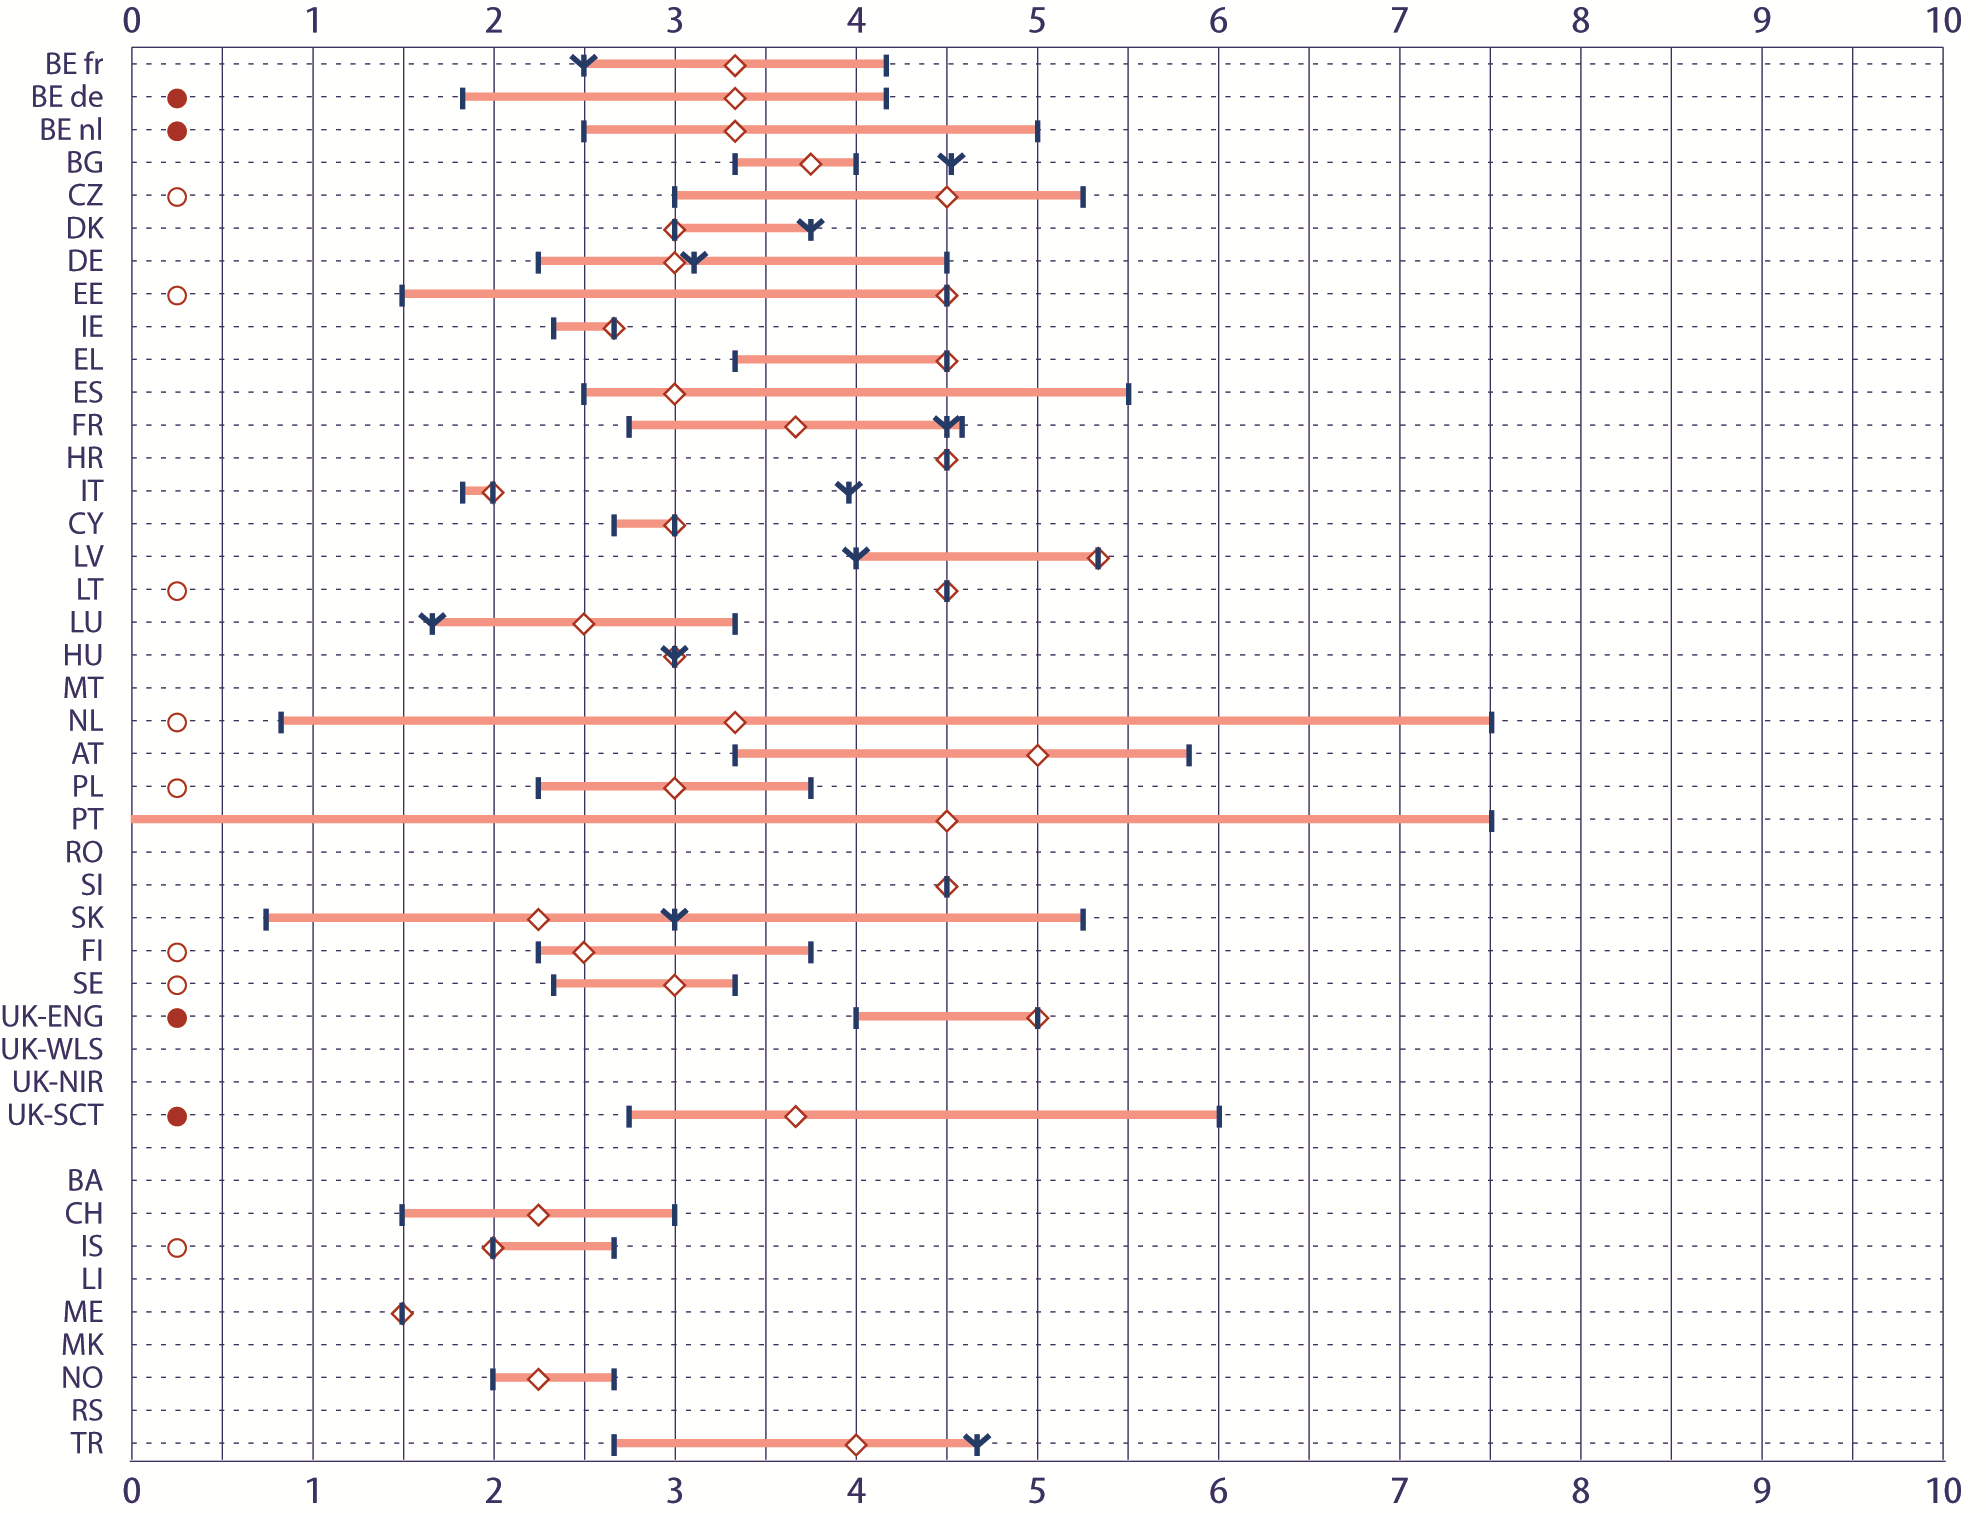 0 1 2 3 4 5 6 7 8 9 10
BE fr
BE de
BE nl
BG
CZ
DK
DE
EE
IE
EL
ES
FR
HR
IT
CY
LV
LT
LU
HU
MT
NL
AT
PL
PT
RO
SI
SK
FI
SE
UK-ENG
UK-WLS
UK-NIR
UK-SCT
BA
CH
IS
LI
ME
MK
NO
RS
TR
0 1 2 3 4 5 6 7 8 9 10